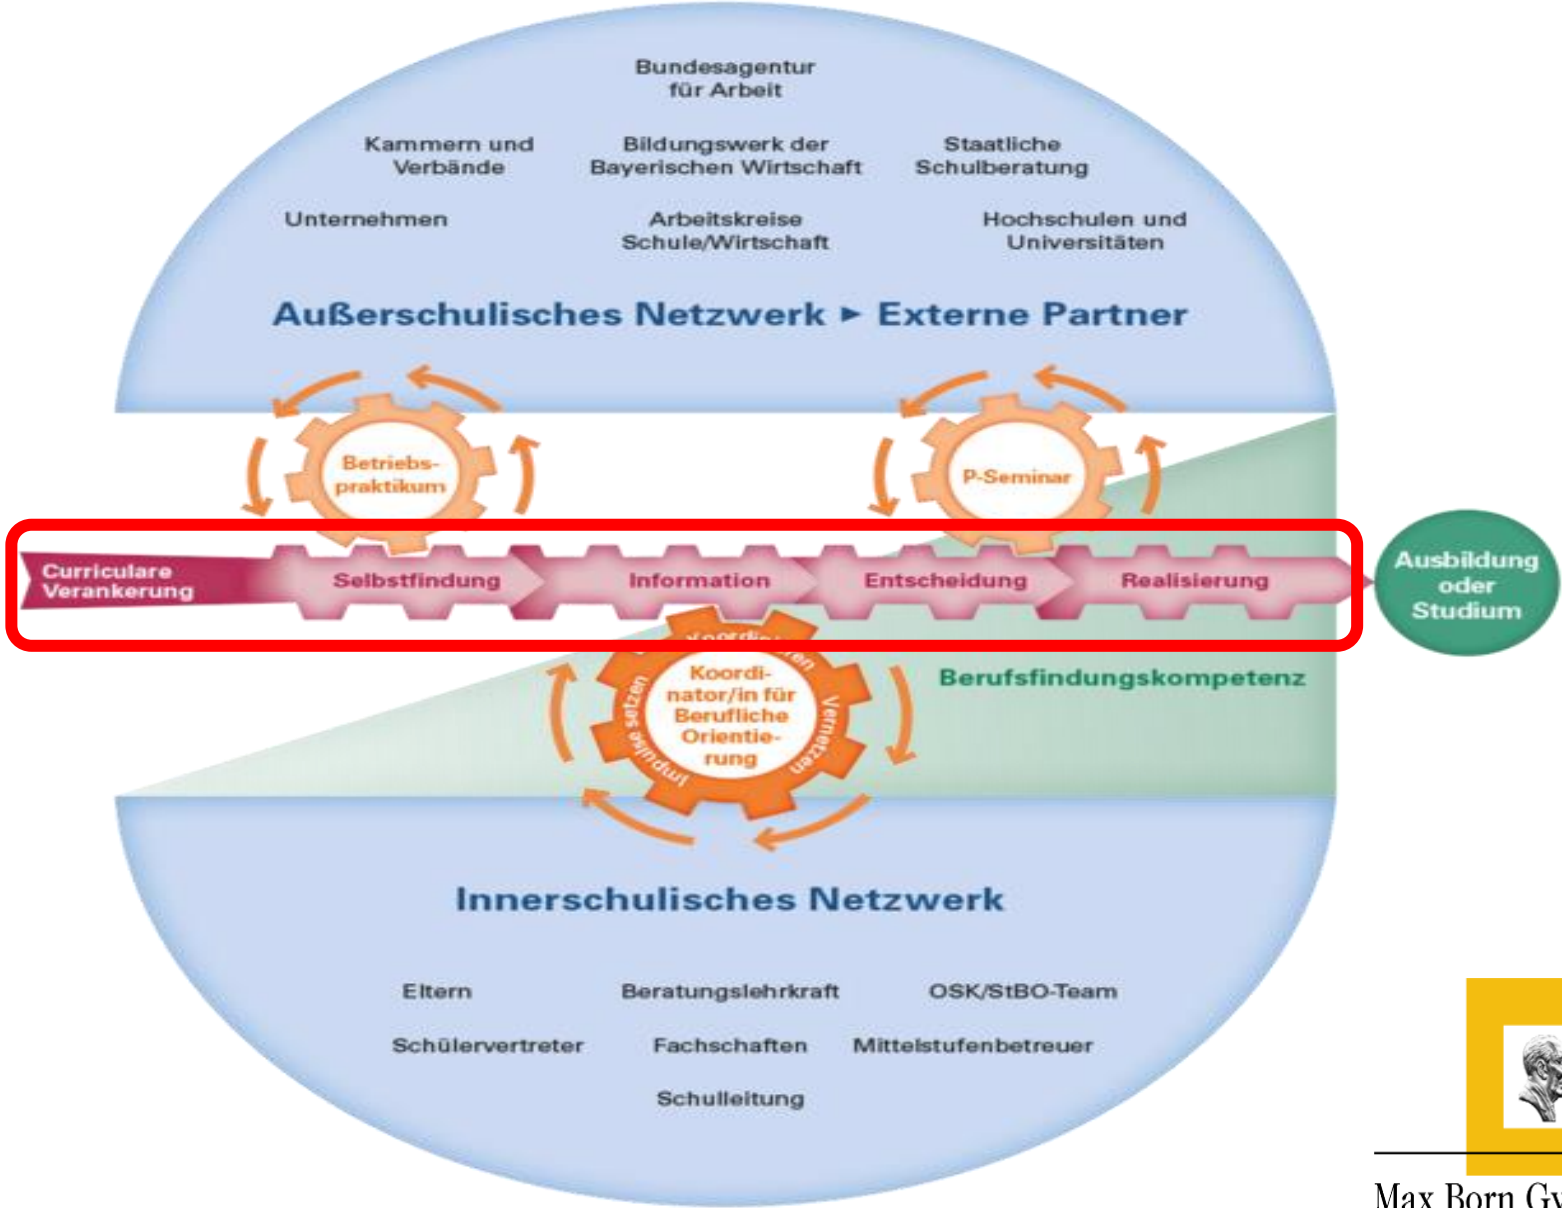 Bundesagentur
für Arbeit
Kammern und
Verbände
Bildungswerk der
Bayerischen Wirtschaft
Staatliche
Schulberatung
Unternehmen
Arbeitskreise
Schule/Wirtschaft
Hochschulen und
Universitäten
Außerschulisches Netzwerk ► Externe Partner
Betriebs-
praktikum
P-Seminar
Curriculare
Verankerung
Selbstfindung
Information
Entscheidung
Realisierung
Ausbildung
oder
Studium
Impulse setzen
Koordinieren
Vernetzen
Koordi-
nator/in für
Berufliche
Orientie-
rung
Berufsfindungskompetenz
Innerschulisches Netzwerk
Eltern
Beratungslehrkraft
OSK/StBO-Team
Schülervertreter
Fachschaften
Mittelstufenbetreuer
Schulleitung
Max Born